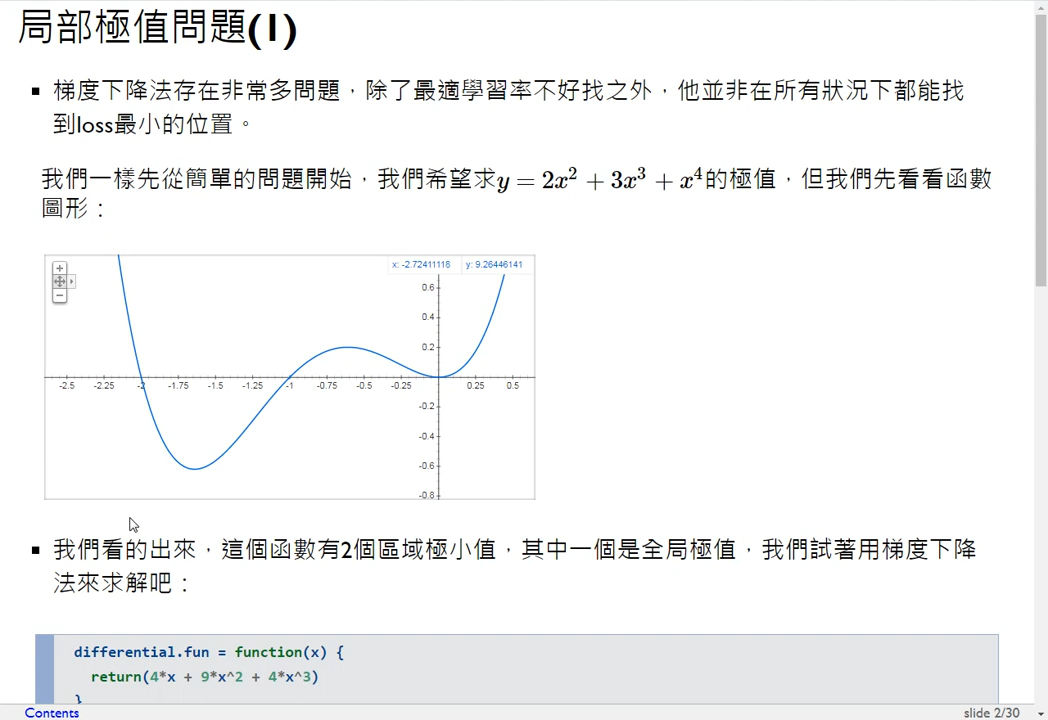 局部極值問題(1)
▪ 梯度下降法存在非常多問題，除了最適學習率不好找之外，他並非在所有狀況下都能找
到loss最小的位置。
我們一樣先從簡單的問題開始，我們希望求y = 2x² + 3x³ + x⁴的極值，但我們先看看函數
圖形：
x: -2.72411118 y: 9.26446141
0.6
0.4
0.2
-2.5 -2.25 -2 -1.75 -1.5 -1.25 -1 -0.75 -0.5 -0.25 0.25 0.5
-0.2
-0.4
-0.6
-0.8
▪ 我們看的出來，這個函數有2個區域極小值，其中一個是全局極值，我們試著用梯度下降
法來求解吧：
differential.fun = function(x) {
return(4*x + 9*x^2 + 4*x^3)
}
Contents slide 2/30